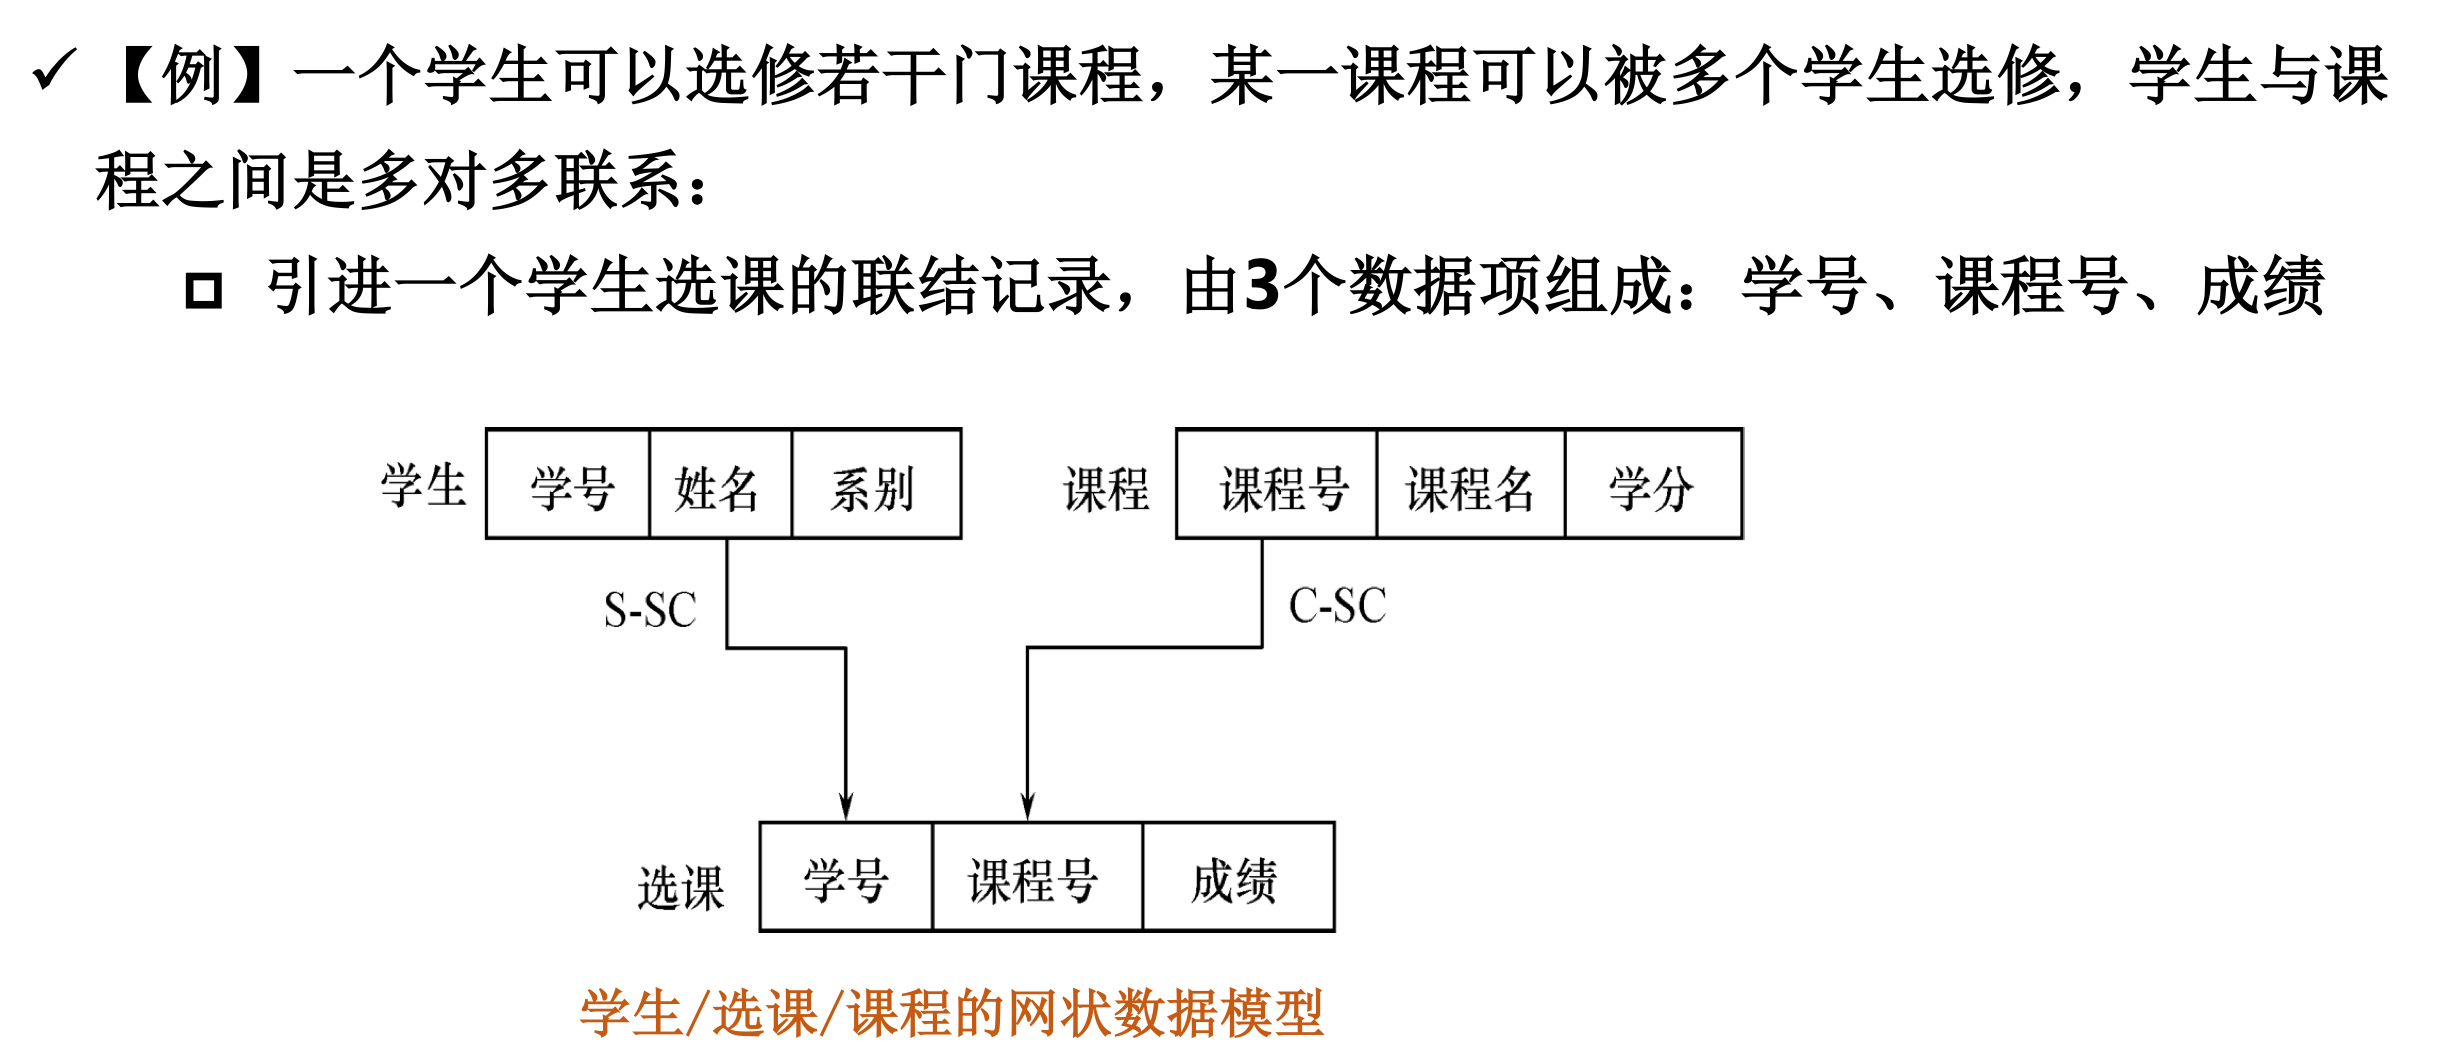 ✓【例】一个学生可以选修若干门课程，某一课程可以被多个学生选修，学生与课
程之间是多对多联系：
引进一个学生选课的联结记录，由3个数据项组成：学号、课程号、成绩
学生 学号 姓名 系别 课程 课程号 课程名 学分
S-SC C-SC
选课 学号 课程号 成绩
学生/选课/课程的网状数据模型